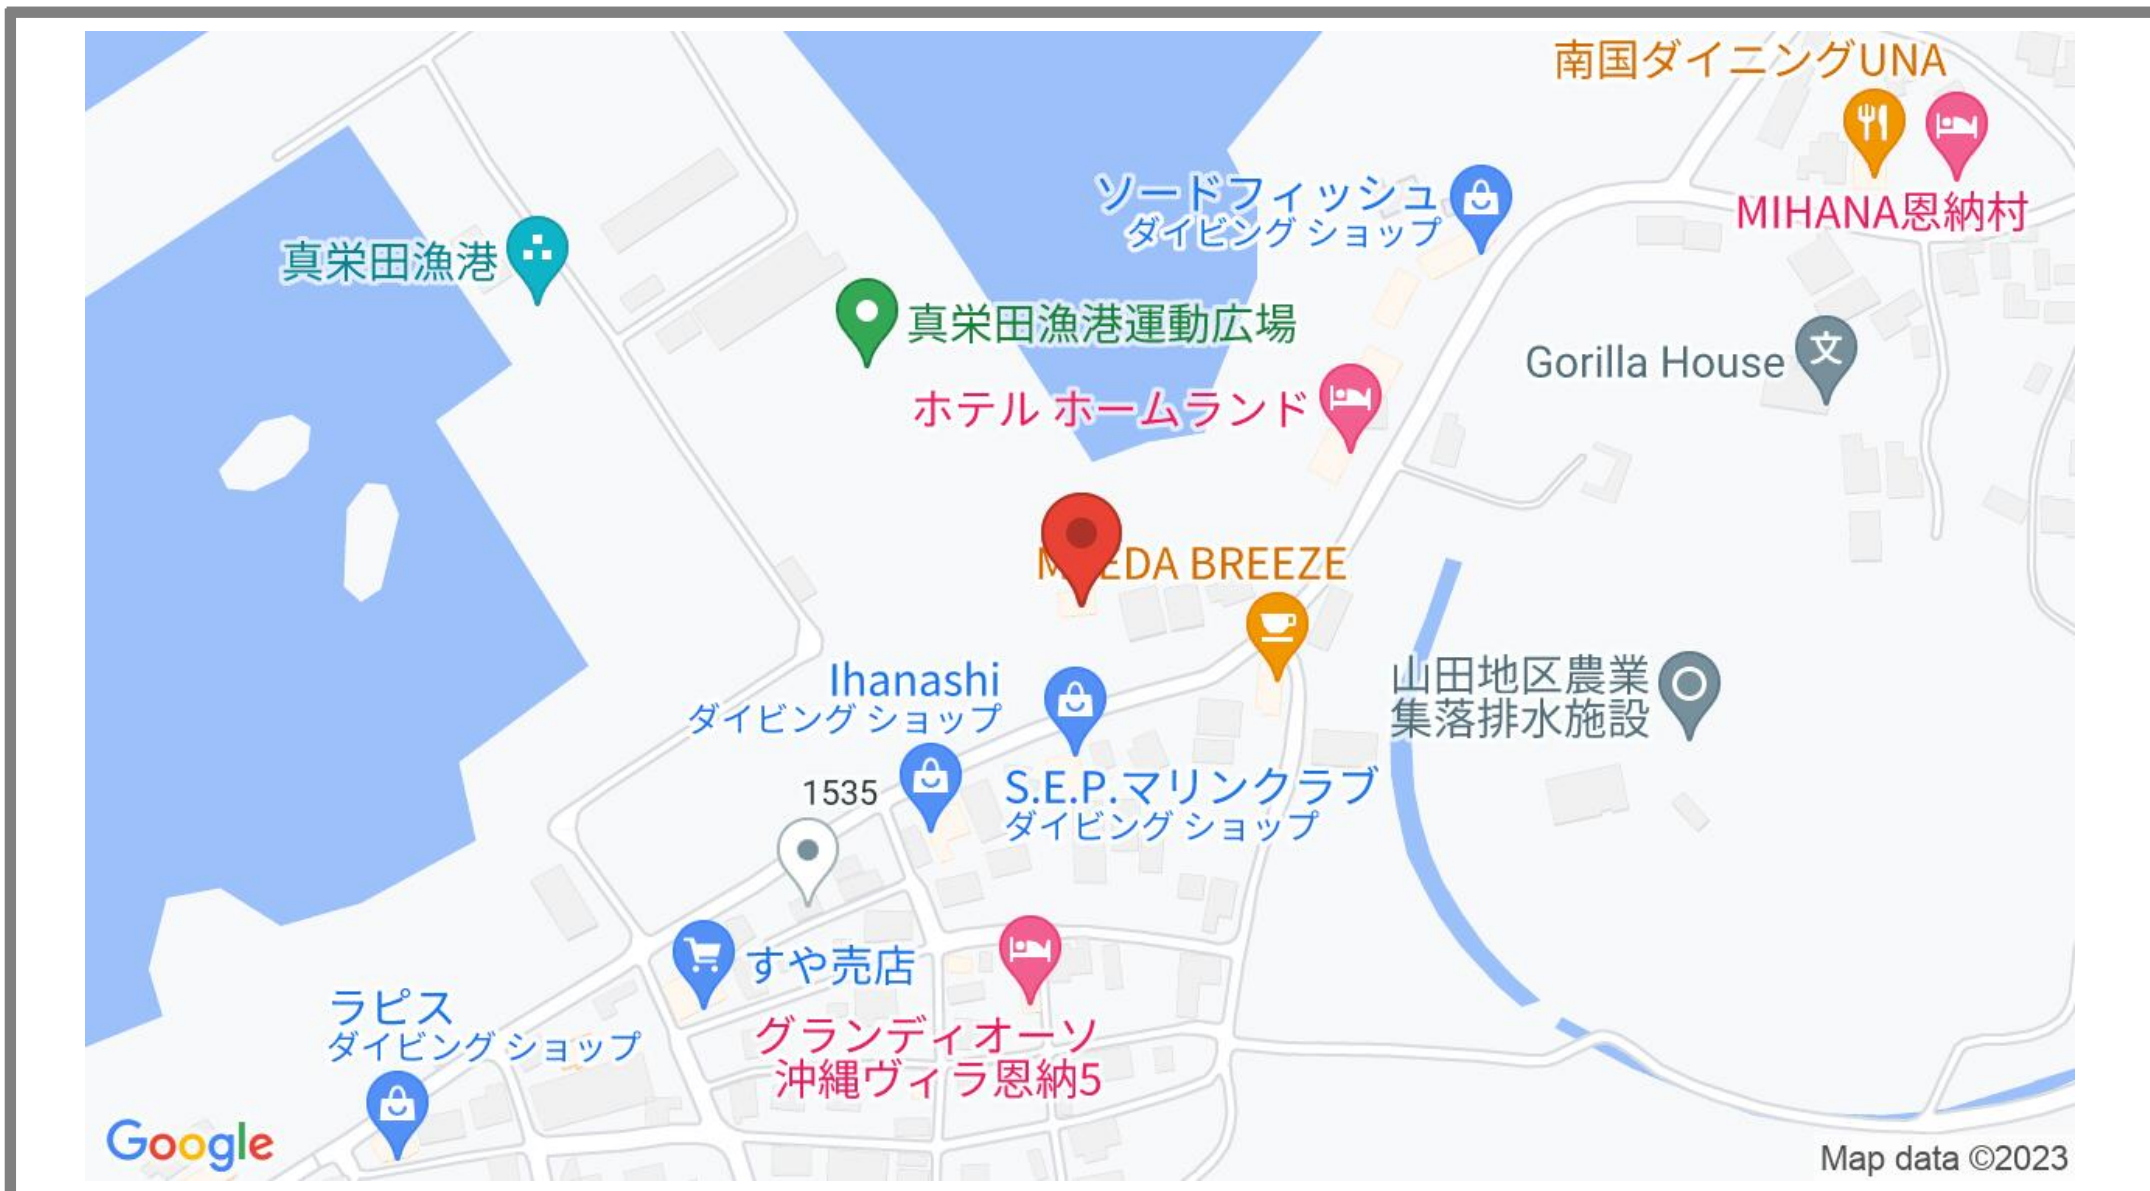 南国ダイニングUNA
MIHANA恩納村
ソードフィッシュ
ダイビング ショップ
真栄田漁港
真栄田漁港運動広場
Gorilla House
文
ホテル ホームランド
BREEZE
山田地区農業
集落排水施設
Ihanashi
ダイビング ショップ
S.E.P.マリンクラブ
ダイビング ショップ
1535
すや売店
ラピス
ダイビング ショップ
グランディオーソ
沖縄ヴィラ恩納5
Google
Map data ©2023